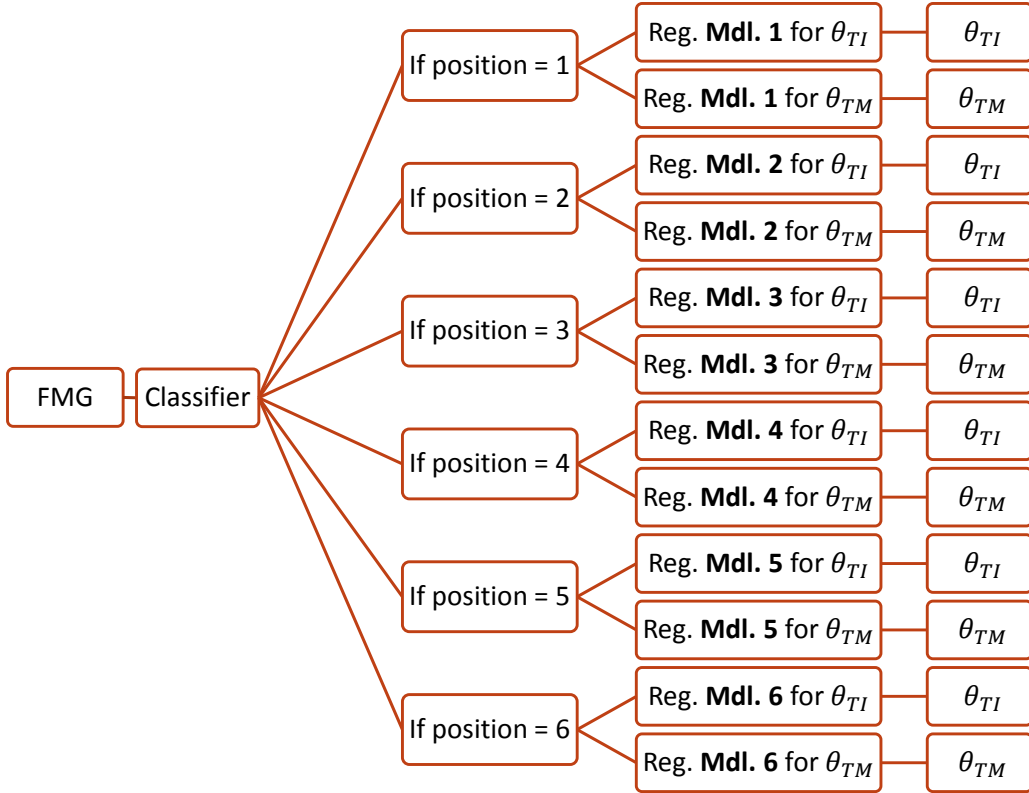 FMG
Classifier
If position = 1
Reg. Mdl. 1 for θ_TI
θ_TI
Reg. Mdl. 1 for θ_TM
θ_TM
If position = 2
Reg. Mdl. 2 for θ_TI
θ_TI
Reg. Mdl. 2 for θ_TM
θ_TM
If position = 3
Reg. Mdl. 3 for θ_TI
θ_TI
Reg. Mdl. 3 for θ_TM
θ_TM
If position = 4
Reg. Mdl. 4 for θ_TI
θ_TI
Reg. Mdl. 4 for θ_TM
θ_TM
If position = 5
Reg. Mdl. 5 for θ_TI
θ_TI
Reg. Mdl. 5 for θ_TM
θ_TM
If position = 6
Reg. Mdl. 6 for θ_TI
θ_TI
Reg. Mdl. 6 for θ_TM
θ_TM